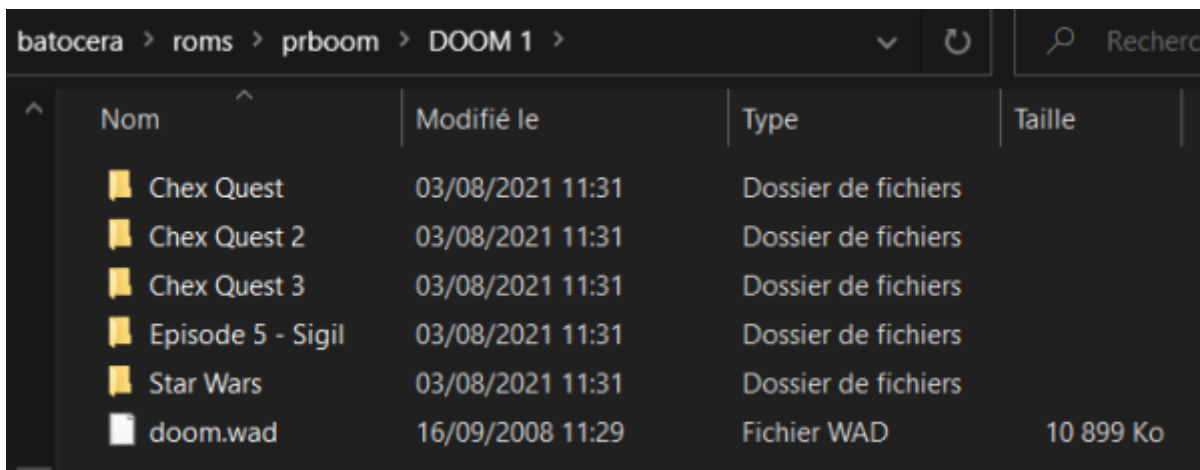 batocera > roms > prboom > DOOM 1 > Recherc
Nom Modifié le Type Taille
Chex Quest 03/08/2021 11:31 Dossier de fichiers
Chex Quest 2 03/08/2021 11:31 Dossier de fichiers
Chex Quest 3 03/08/2021 11:31 Dossier de fichiers
Episode 5 - Sigil 03/08/2021 11:31 Dossier de fichiers
Star Wars 03/08/2021 11:31 Dossier de fichiers
doom.wad 16/09/2008 11:29 Fichier WAD 10 899 Ko